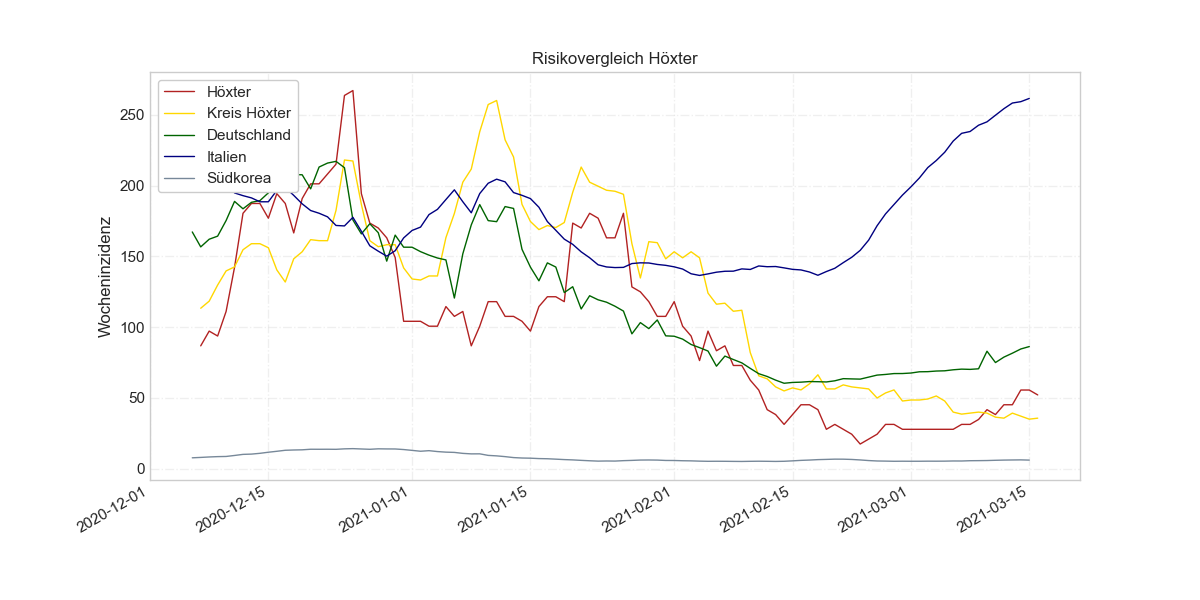 Risikovergleich Höxter
Höxter
Kreis Höxter
Deutschland
Italien
Südkorea
Wocheninzidenz
250
200
150
100
50
0
2020-12-01
2020-12-15
2021-01-01
2021-01-15
2021-02-01
2021-02-15
2021-03-01
2021-03-15